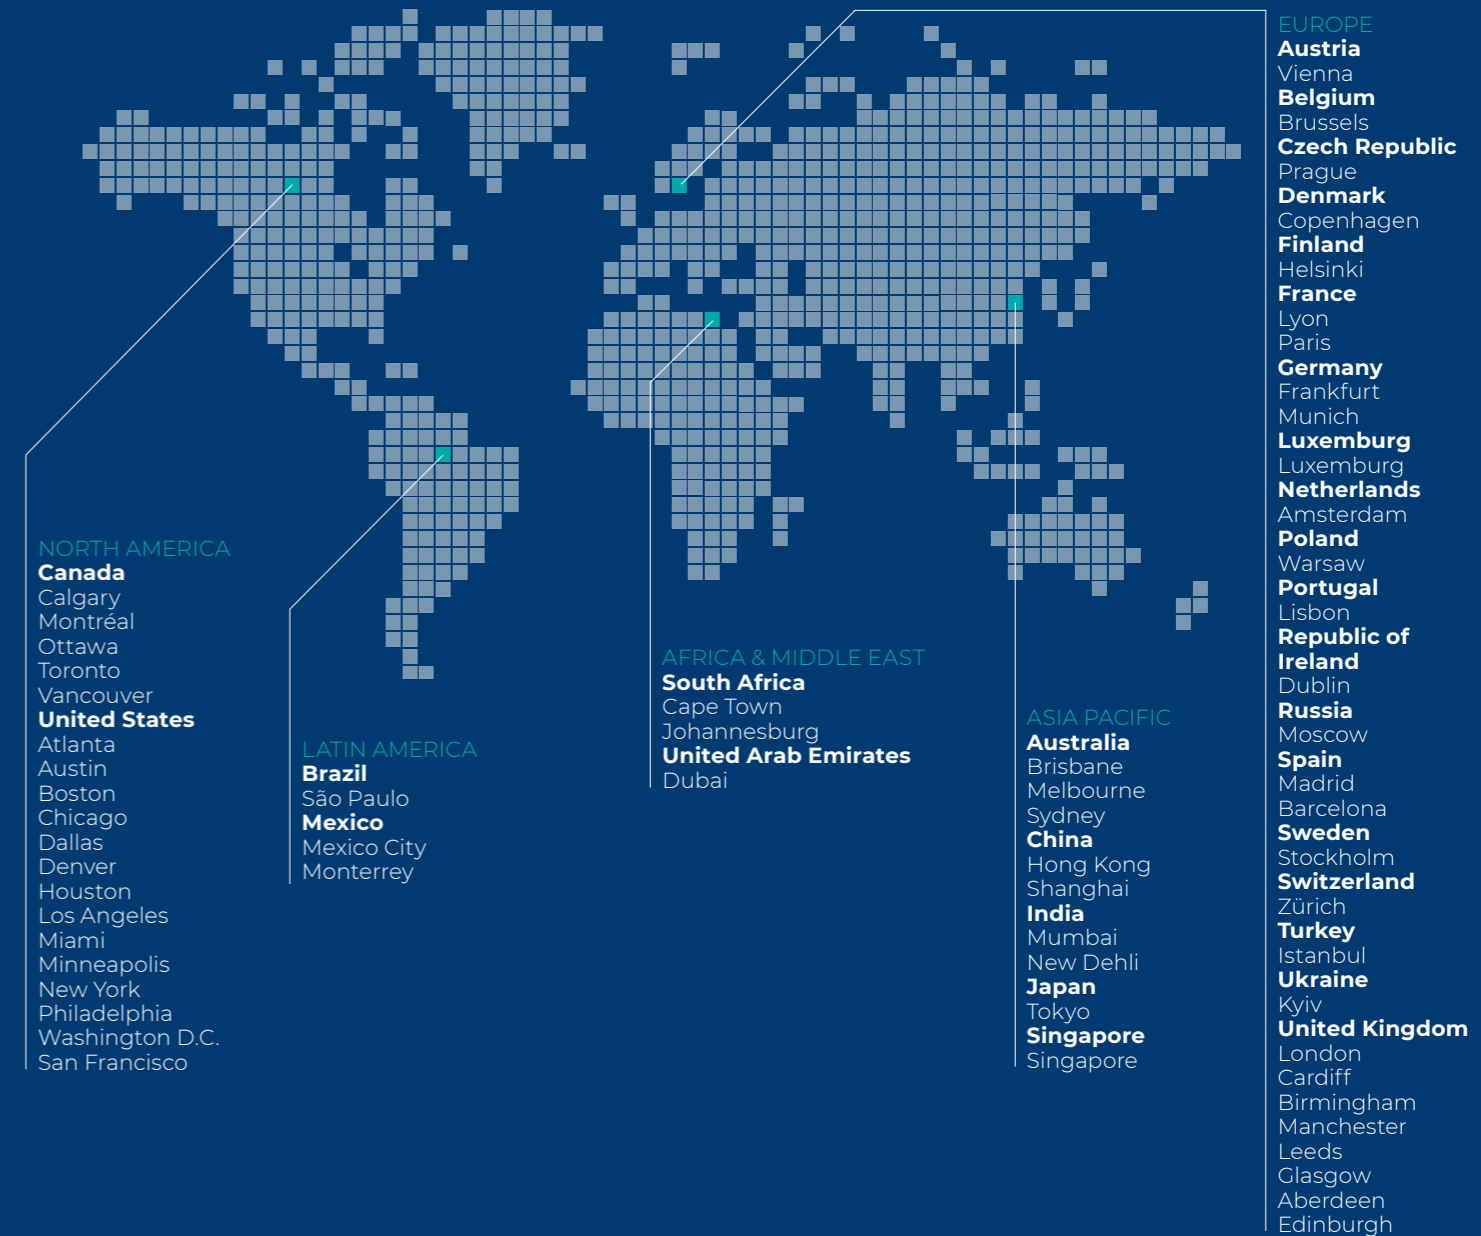 NORTH AMERICA
Canada
Calgary
Montréal
Ottawa
Toronto
Vancouver
United States
Atlanta
Austin
Boston
Chicago
Dallas
Denver
Houston
Los Angeles
Miami
Minneapolis
New York
Philadelphia
Washington D.C.
San Francisco
LATIN AMERICA
Brazil
São Paulo
Mexico
Mexico City
Monterrey
AFRICA & MIDDLE EAST
South Africa
Cape Town
Johannesburg
United Arab Emirates
Dubai
ASIA PACIFIC
Australia
Brisbane
Melbourne
Sydney
China
Hong Kong
Shanghai
India
Mumbai
New Dehli
Japan
Tokyo
Singapore
Singapore
EUROPE
Austria
Vienna
Belgium
Brussels
Czech Republic
Prague
Denmark
Copenhagen
Finland
Helsinki
France
Lyon
Paris
Germany
Frankfurt
Munich
Luxemburg
Luxemburg
Netherlands
Amsterdam
Poland
Warsaw
Portugal
Lisbon
Republic of
Ireland
Dublin
Russia
Moscow
Spain
Madrid
Barcelona
Sweden
Stockholm
Switzerland
Zürich
Turkey
Istanbul
Ukraine
Kyiv
United Kingdom
London
Cardiff
Birmingham
Manchester
Leeds
Glasgow
Aberdeen
Edinburgh